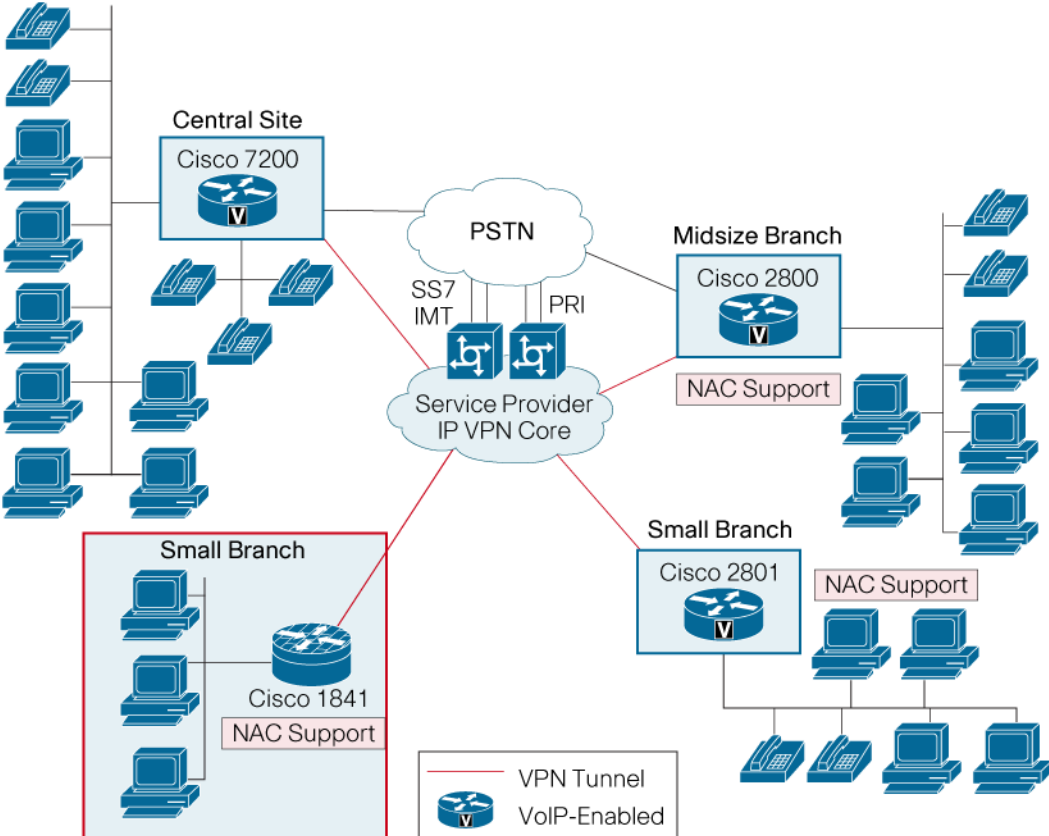 Central Site
Cisco 7200
V
PSTN
SS7
IMT
PRI
Midsize Branch
Cisco 2800
V
NAC Support
Service Provider
IP VPN Core
Small Branch
Cisco 1841
NAC Support
Small Branch
Cisco 2801
V
NAC Support
VPN Tunnel
V
VoIP-Enabled